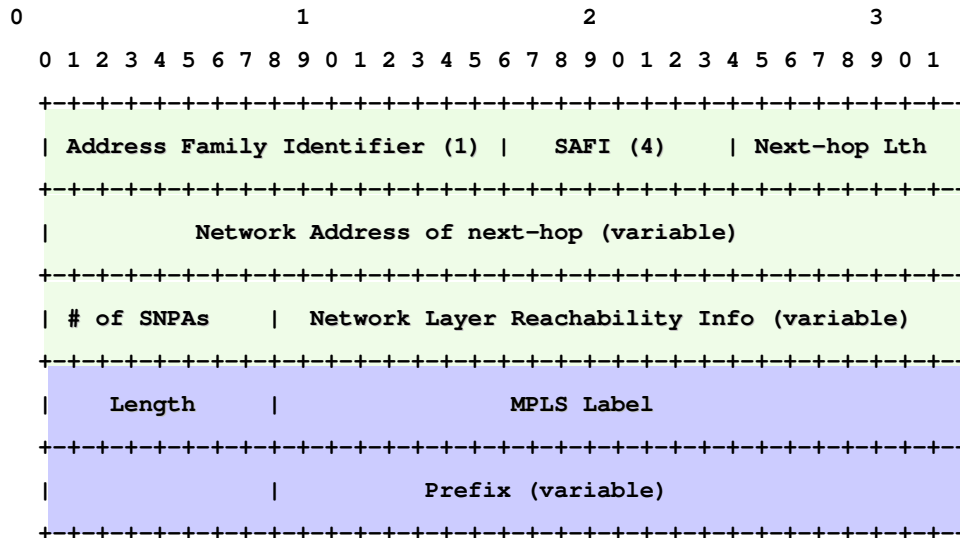 0 1 2 3
0 1 2 3 4 5 6 7 8 9 0 1 2 3 4 5 6 7 8 9 0 1 2 3 4 5 6 7 8 9 0 1
+-+-+-+-+-+-+-+-+-+-+-+-+-+-+-+-+-+-+-+-+-+-+-+-+-+-+-+-+-+-+-+--
| Address Family Identifier (1) | SAFI (4) | Next-hop Lth
+-+-+-+-+-+-+-+-+-+-+-+-+-+-+-+-+-+-+-+-+-+-+-+-+-+-+-+-+-+-+-+--
| Network Address of next-hop (variable)
+-+-+-+-+-+-+-+-+-+-+-+-+-+-+-+-+-+-+-+-+-+-+-+-+-+-+-+-+-+-+-+--
| # of SNPAs | Network Layer Reachability Info (variable)
+-+-+-+-+-+-+-+-+-+-+-+-+-+-+-+-+-+-+-+-+-+-+-+-+-+-+-+-+-+-+-+--
| Length | MPLS Label
+-+-+-+-+-+-+-+-+-+-+-+-+-+-+-+-+-+-+-+-+-+-+-+-+-+-+-+-+-+-+-+--
| | Prefix (variable)
+-+-+-+-+-+-+-+-+-+-+-+-+-+-+-+-+-+-+-+-+-+-+-+-+-+-+-+-+-+-+-+--